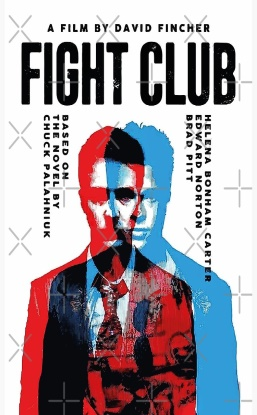 A FILM BY DAVID FINCHER
FIGHT CLUB
BASED ON
THE NOVEL BY
CHUCK PALAHNIUK
HELENA BONHAM CARTER
EDWARD NORTON
BRAD PITT